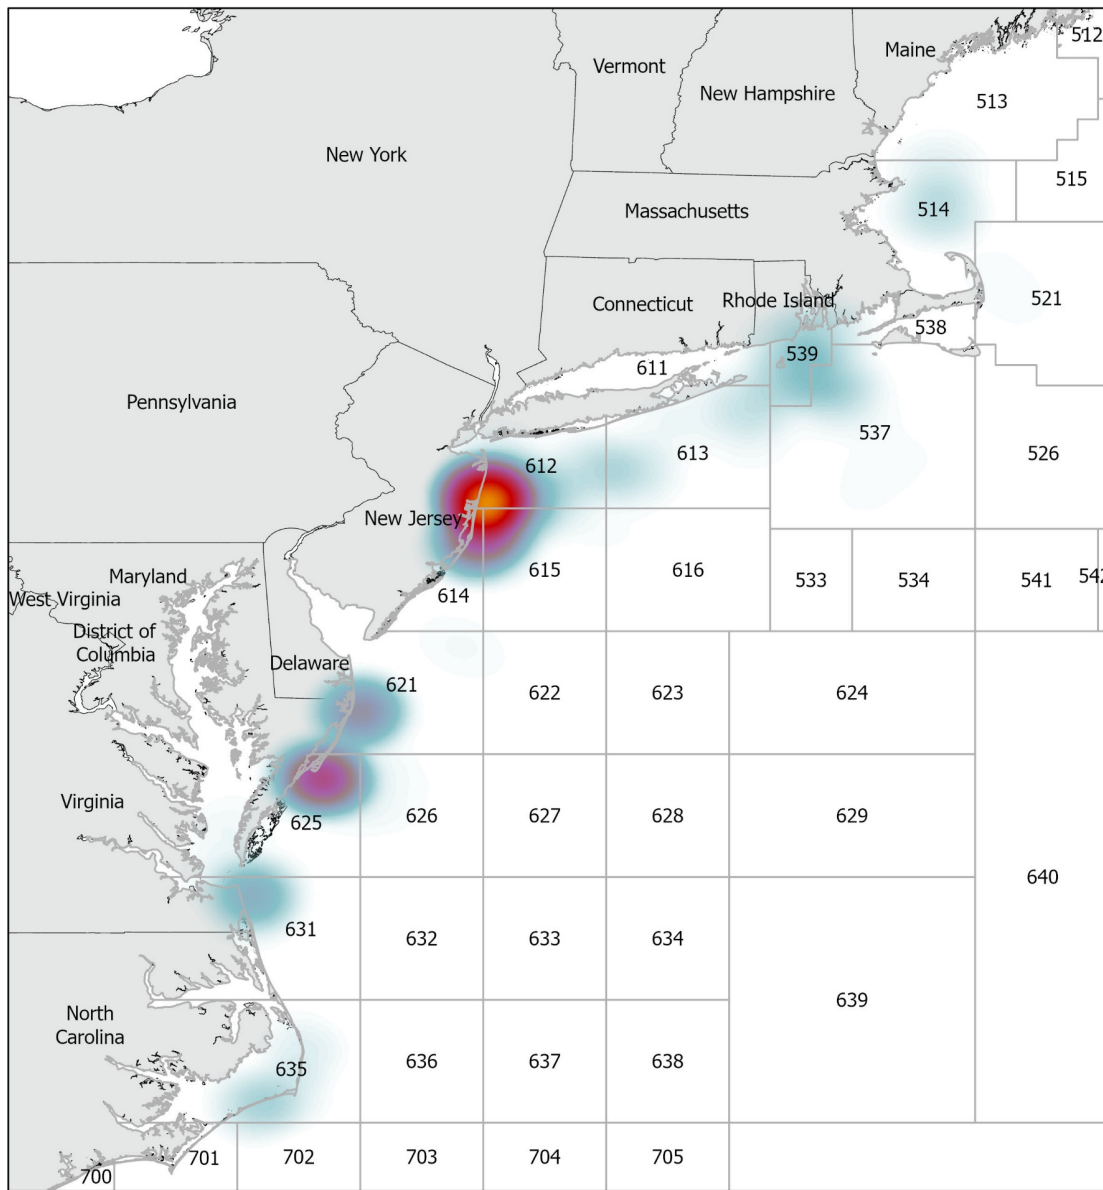 512
Maine
Vermont
New Hampshire
513
New York
515
514
Massachusetts
521
Rhode Island
Connecticut
538
539
611
Pennsylvania
537
613
526
612
New Jersey
615
616
533
534
541
542
Maryland
West Virginia
614
District of
Columbia
Delaware
621
622
623
624
Virginia
625
626
627
628
629
640
631
632
633
634
639
North
Carolina
635
636
637
638
700
701
702
703
704
705